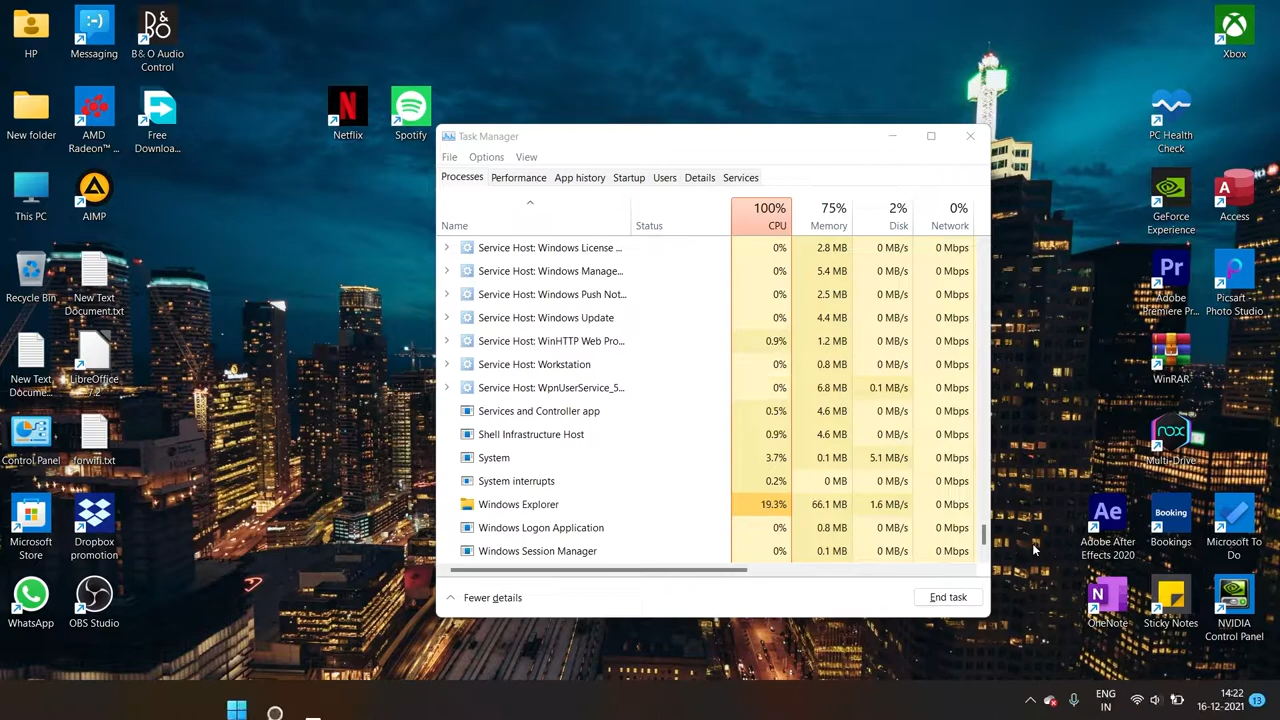 HP
Messaging
B& O Audio
Control
Xbox
New folder
AMD
Radeon™ ...
Free
Downloa...
Netflix
Spotify
PC Health
Check
This PC
AIMP
GeForce
Experience
Access
Recycle Bin
New Text
Document.txt
Adobe
Premiere Pr...
Picsart -
Photo Studio
New Text
Docume...
LibreOffice
7.2
WinRAR
Control Panel
forwifi.txt
Multi-Drive
Microsoft
Store
Dropbox
promotion
Adobe After
Effects 2020
Booking
Bookings
Microsoft To
Do
WhatsApp
OBS Studio
OneNote
Sticky Notes
NVIDIA
Control Panel
Task Manager
File Options View
Processes Performance App history Startup Users Details Services
100% 75% 2% 0%
Name Status CPU Memory Disk Network
Service Host: Windows License ... 0% 2.8 MB 0 MB/s 0 Mbps
Service Host: Windows Manage... 0% 5.4 MB 0 MB/s 0 Mbps
Service Host: Windows Push Not... 0% 2.5 MB 0 MB/s 0 Mbps
Service Host: Windows Update 0% 4.4 MB 0 MB/s 0 Mbps
Service Host: WinHTTP Web Pro... 0.9% 1.2 MB 0 MB/s 0 Mbps
Service Host: Workstation 0% 0.8 MB 0 MB/s 0 Mbps
Service Host: WpnUserService_5... 0% 6.8 MB 0.1 MB/s 0 Mbps
Services and Controller app 0.5% 4.6 MB 0 MB/s 0 Mbps
Shell Infrastructure Host 0.9% 4.6 MB 0 MB/s 0 Mbps
System 3.7% 0.1 MB 5.1 MB/s 0 Mbps
System interrupts 0.2% 0 MB 0 MB/s 0 Mbps
Windows Explorer 19.3% 66.1 MB 1.6 MB/s 0 Mbps
Windows Logon Application 0% 0.8 MB 0 MB/s 0 Mbps
Windows Session Manager 0% 0.1 MB 0 MB/s 0 Mbps
Fewer details
End task
ENG
IN
14:22
16-12-2021
13